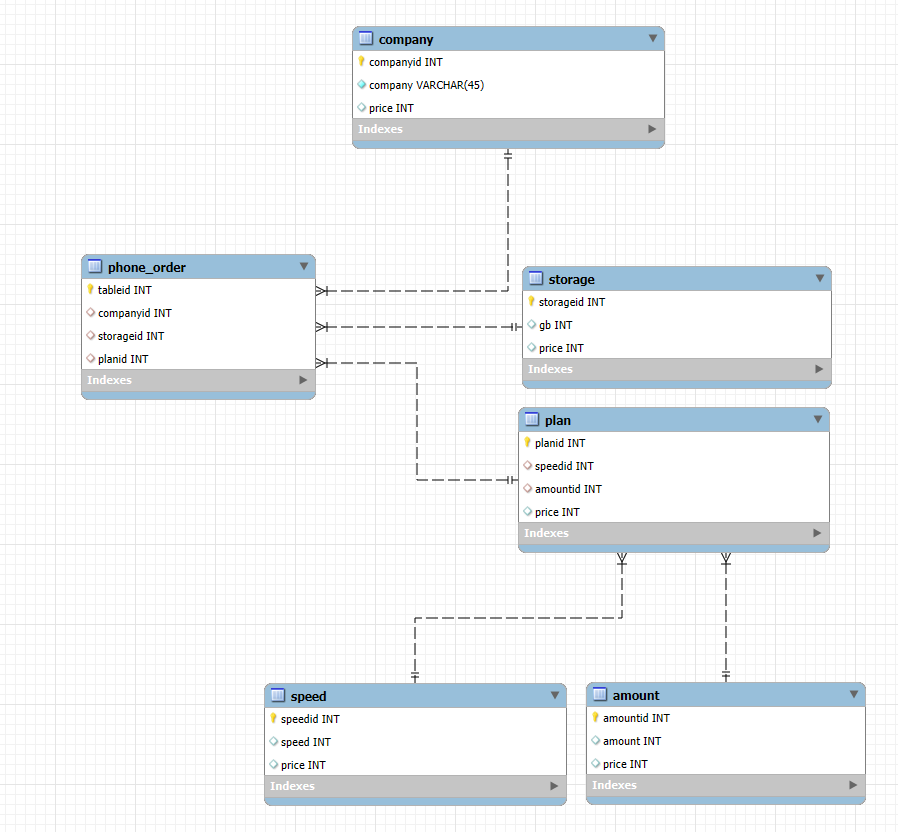 company
companyid INT
company VARCHAR(45)
price INT
Indexes
phone_order
tableid INT
companyid INT
storageid INT
planid INT
Indexes
storage
storageid INT
gb INT
price INT
Indexes
plan
planid INT
speedid INT
amountid INT
price INT
Indexes
speed
speedid INT
speed INT
price INT
Indexes
amount
amountid INT
amount INT
price INT
Indexes